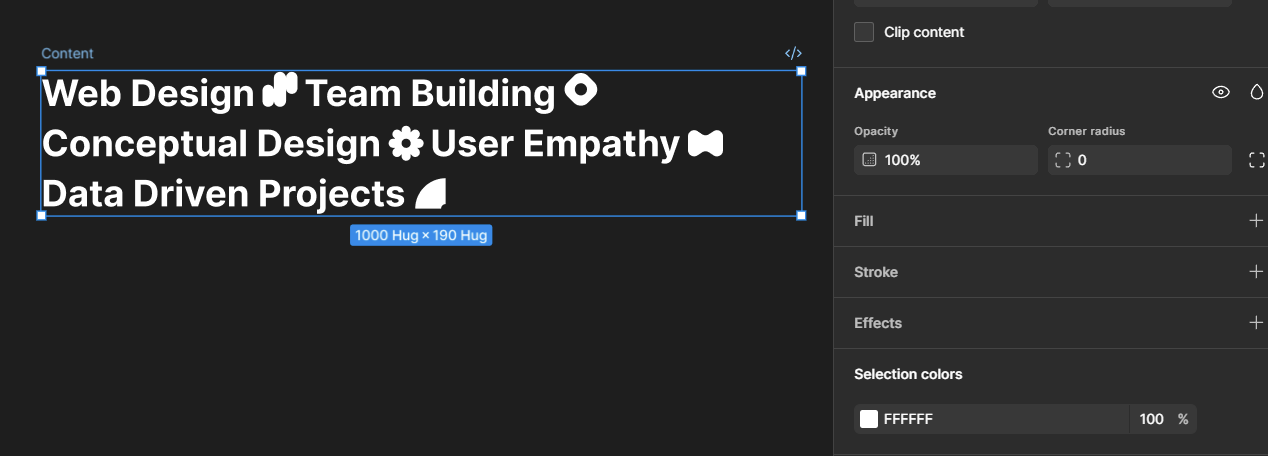 Content
Web Design Team Building
Conceptual Design User Empathy
Data Driven Projects
1000 Hug × 190 Hug
Clip content
Appearance
Opacity
Corner radius
100%
0
Fill
Stroke
Effects
Selection colors
FFFFFF
100 %